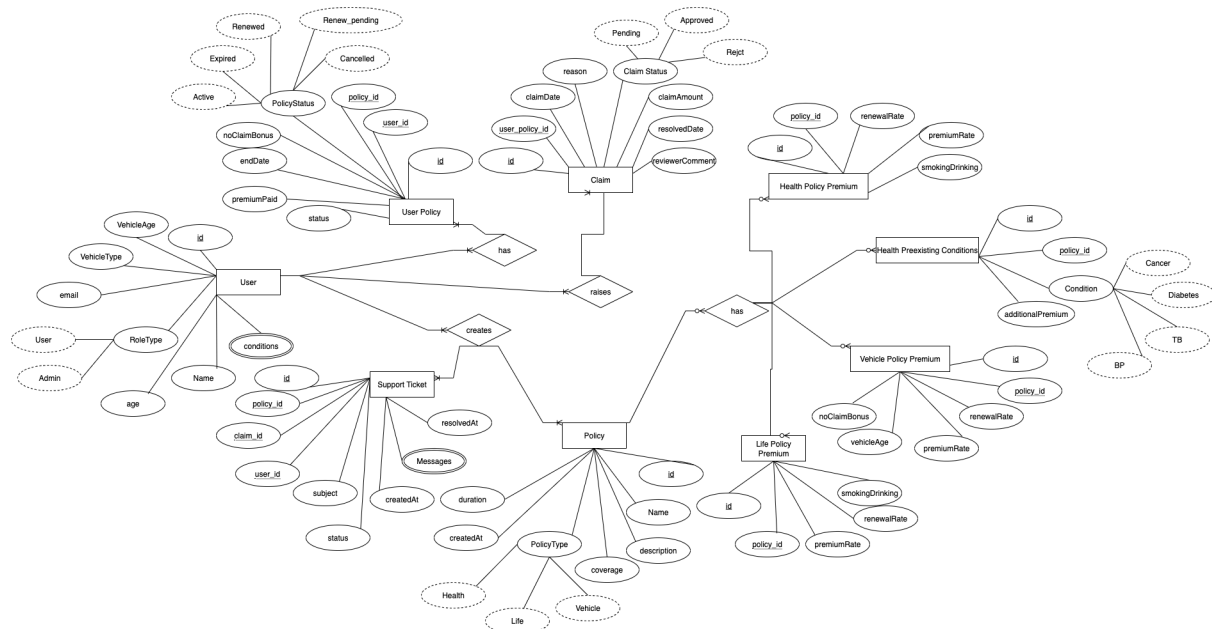 Renewed
Renew_pending
Expired
Cancelled
Active
PolicyStatus
policy_id
user_id
noClaimBonus
endDate
id
premiumPaid
status
User Policy
Pending
Approved
Rejct
reason
Claim Status
claimDate
claimAmount
user_policy_id
resolvedDate
id
reviewerComment
Claim
policy_id
renewalRate
id
premiumRate
smokingDrinking
Health Policy Premium
VehicleAge
id
VehicleType
email
User
User
RoleType
Admin
age
Name
conditions
has
raises
creates
has
Health Preexisting Conditions
id
policy_id
Cancer
Condition
Diabetes
additionalPremium
TB
BP
Vehicle Policy Premium
id
policy_id
noClaimBonus
renewalRate
vehicleAge
premiumRate
id
policy_id
Support Ticket
claim_id
resolvedAt
user_id
Messages
subject
createdAt
status
Policy
id
duration
Name
createdAt
PolicyType
description
coverage
Health
Vehicle
Life
Life Policy
Premium
id
smokingDrinking
renewalRate
policy_id
premiumRate